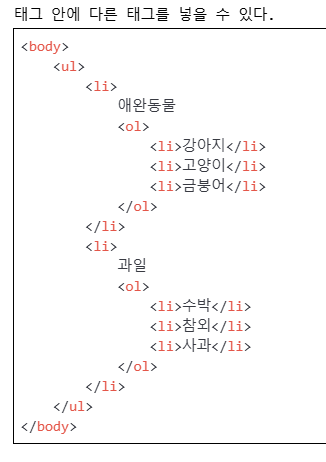 태그 안에 다른 태그를 넣을 수 있다.
<body>
    <ul>
        <li>
            애완동물
            <ol>
                <li>강아지</li>
                <li>고양이</li>
                <li>금붕어</li>
            </ol>
        </li>
        <li>
            과일
            <ol>
                <li>수박</li>
                <li>참외</li>
                <li>사과</li>
            </ol>
        </li>
    </ul>
</body>